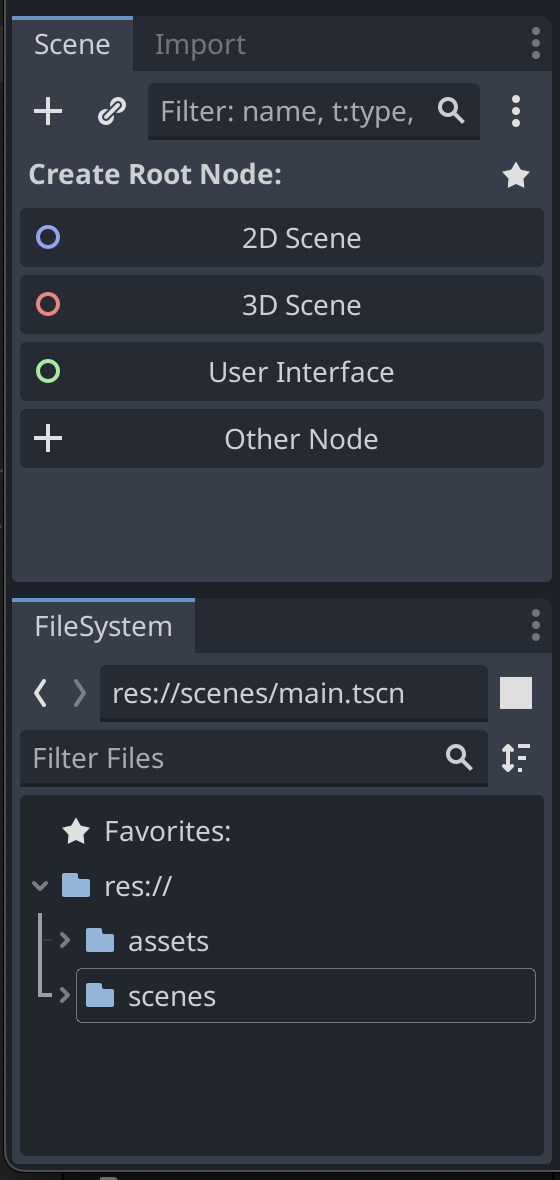 Scene Import
Filter: name, t:type,
Create Root Node:
2D Scene
3D Scene
User Interface
Other Node
FileSystem
res://scenes/main.tscn
Filter Files
Favorites:
res://
assets
scenes